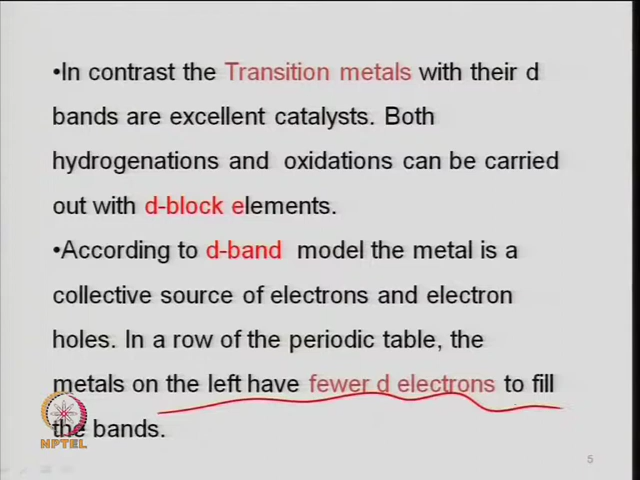 •In contrast the Transition metals with their d
bands are excellent catalysts. Both
hydrogenations and oxidations can be carried
out with d-block elements.
•According to d-band model the metal is a
collective source of electrons and electron
holes. In a row of the periodic table, the
metals on the left have fewer d electrons to fill
the bands.
NPTEL
5